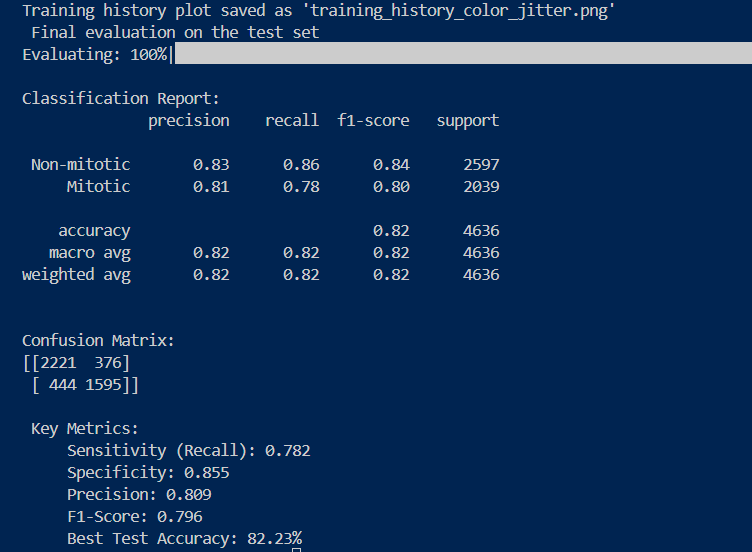 Training history plot saved as 'training_history_color_jitter.png'
Final evaluation on the test set
Evaluating: 100%|
Classification Report:
precision recall f1-score support
Non-mitotic 0.83 0.86 0.84 2597
Mitotic 0.81 0.78 0.80 2039
accuracy 0.82 4636
macro avg 0.82 0.82 0.82 4636
weighted avg 0.82 0.82 0.82 4636
Confusion Matrix:
[[2221 376]
[ 444 1595]]
Key Metrics:
Sensitivity (Recall): 0.782
Specificity: 0.855
Precision: 0.809
F1-Score: 0.796
Best Test Accuracy: 82.23%